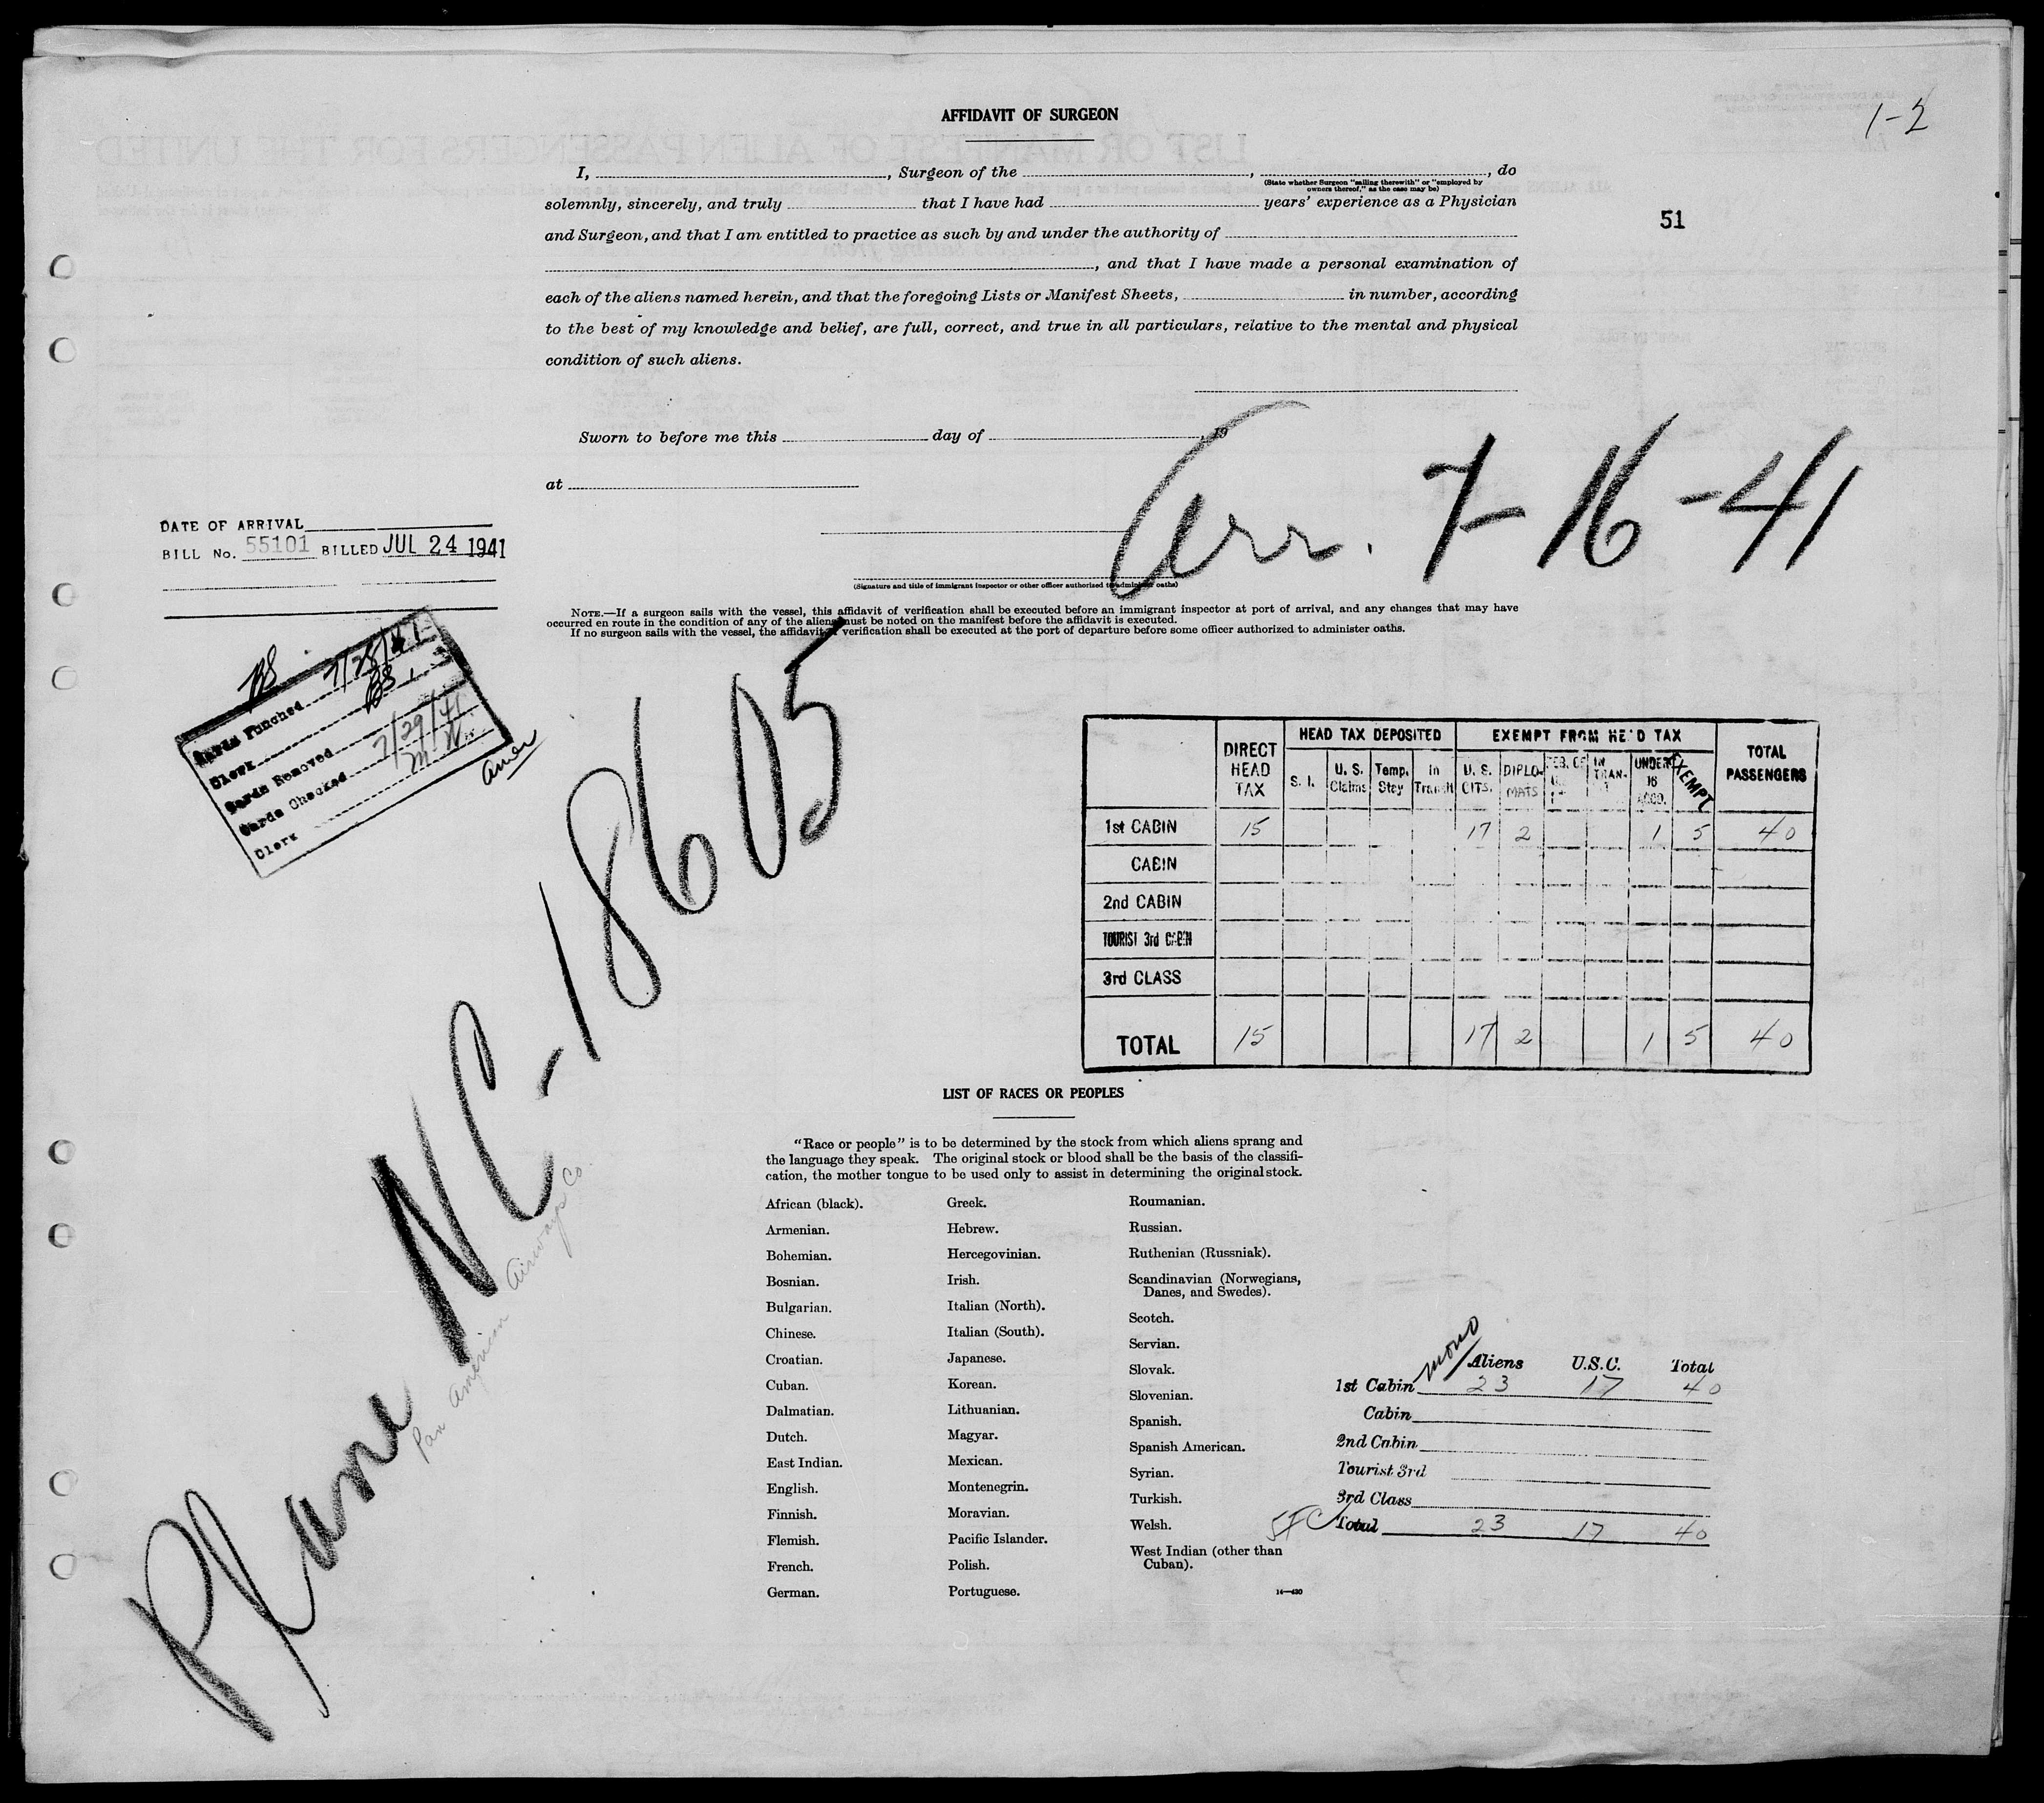 AFFIDAVIT OF SURGEON
1-2
I, , Surgeon of the , , do
(State whether Surgeon "sailing therewith" or "employed by owners thereof," as the case may be)
solemnly, sincerely, and truly that I have had years' experience as a Physician
51
and Surgeon, and that I am entitled to practice as such by and under the authority of
, and that I have made a personal examination of
each of the aliens named herein, and that the foregoing Lists or Manifest Sheets, in number, according
to the best of my knowledge and belief, are full, correct, and true in all particulars, relative to the mental and physical
condition of such aliens.
Sworn to before me this day of , 19
at
Arr. 7-16-41
DATE OF ARRIVAL
BILL No. 55101 BILLED JUL 24 1941
(Signature and title of immigrant inspector or other officer authorized to administer oaths)
NOTE.—If a surgeon sails with the vessel, this affidavit of verification shall be executed before an immigrant inspector at port of arrival, and any changes that may have
occurred en route in the condition of any of the aliens must be noted on the manifest before the affidavit is executed.
If no surgeon sails with the vessel, the affidavit of verification shall be executed at the port of departure before some officer authorized to administer oaths.
Cards Punched 7/28/41
Clerk BS
Cards Removed 7/29/41
Cards Checked M.W.
Clerk
amer
Plane NC-18605
Pan American Airways Co.
DIRECT HEAD TAX
HEAD TAX DEPOSITED
EXEMPT FROM HEAD TAX
TOTAL PASSENGERS
S. I. U. S. Claims Temp. Stay In Transit U. S. CITS. DIPLOMATS IN TRAN- UNDER 16 ACCO. EXEMPT
1st CABIN 15 17 2 1 5 40
CABIN
2nd CABIN
TOURIST 3rd CABIN
3rd CLASS
TOTAL 15 17 2 1 5 40
LIST OF RACES OR PEOPLES
"Race or people" is to be determined by the stock from which aliens sprang and
the language they speak. The original stock or blood shall be the basis of the classifi-
cation, the mother tongue to be used only to assist in determining the original stock.
African (black).
Armenian.
Bohemian.
Bosnian.
Bulgarian.
Chinese.
Croatian.
Cuban.
Dalmatian.
Dutch.
East Indian.
English.
Finnish.
Flemish.
French.
German.
Greek.
Hebrew.
Hercegovinian.
Irish.
Italian (North).
Italian (South).
Japanese.
Korean.
Lithuanian.
Magyar.
Mexican.
Montenegrin.
Moravian.
Pacific Islander.
Polish.
Portuguese.
Roumanian.
Russian.
Ruthenian (Russniak).
Scandinavian (Norwegians,
Danes, and Swedes).
Scotch.
Servian.
Slovak.
Slovenian.
Spanish.
Spanish American.
Syrian.
Turkish.
Welsh.
West Indian (other than
Cuban).
14—430
mono
Aliens U.S.C. Total
1st Cabin 23 17 40
Cabin
2nd Cabin
Tourist 3rd
3rd Class
Total 23 17 40